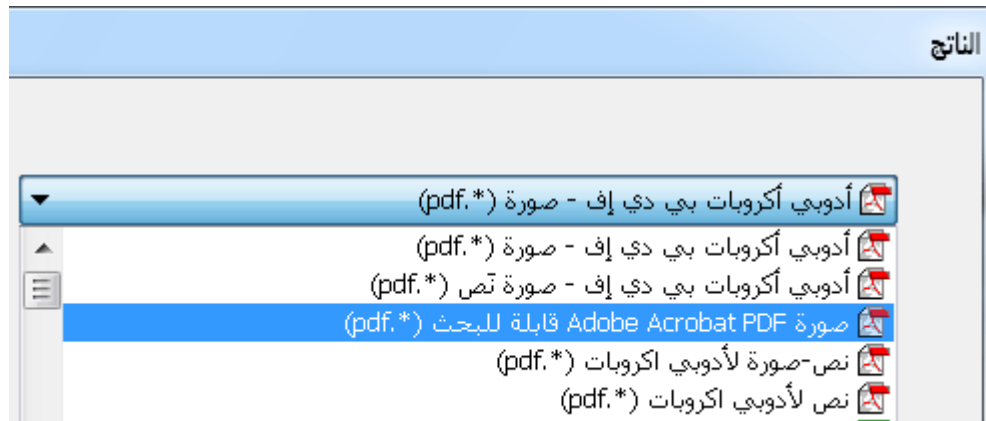 الناتج
أدوبي أكروبات بي دي إف - صورة (*.pdf)
أدوبي أكروبات بي دي إف - صورة (*.pdf)
أدوبي أكروبات بي دي إف - صورة نَص (*.pdf)
صورة Adobe Acrobat PDF قابلة للبحث (*.pdf)
نص-صورة لأدوبي اكروبات (*.pdf)
نص لأدوبي اكروبات (*.pdf)